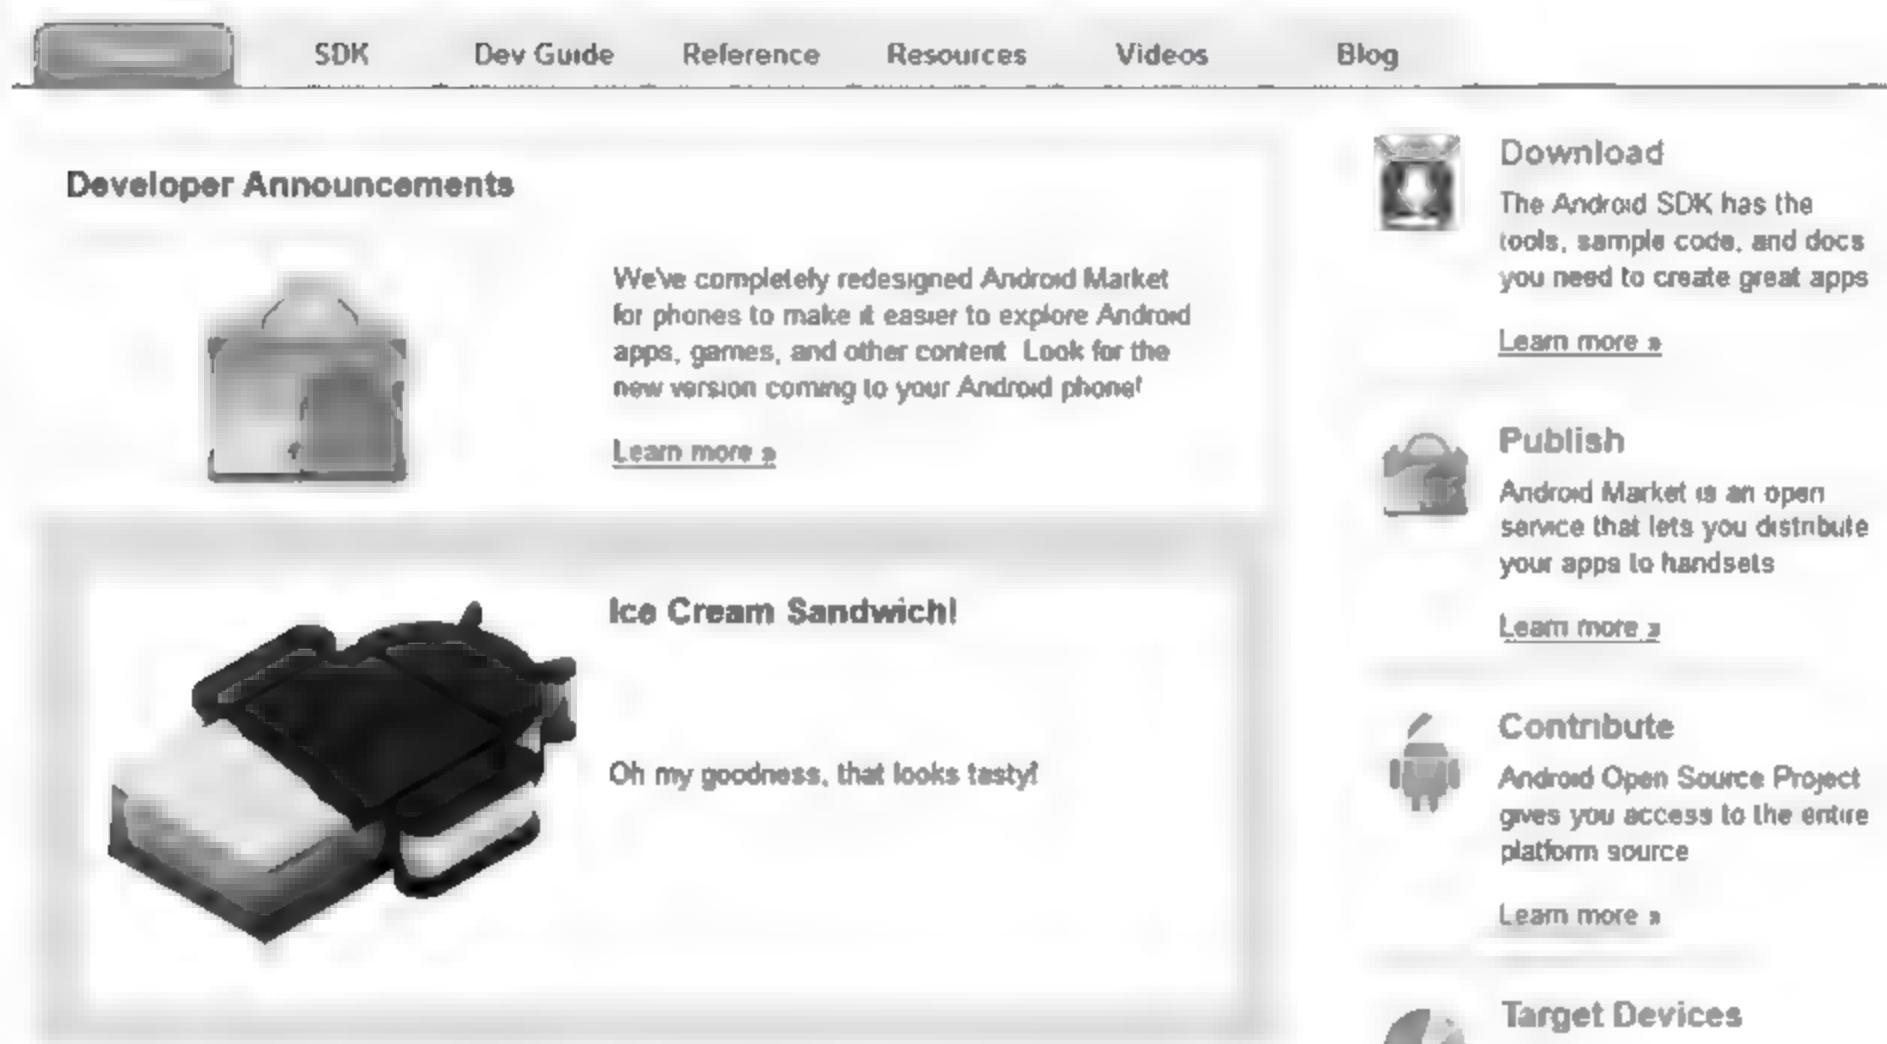 SDK Dev Guide Reference Resources Videos Blog
Developer Announcements
We've completely redesigned Android Market
for phones to make it easier to explore Android
apps, games, and other content. Look for the
new version coming to your Android phone!
Learn more »
Ice Cream Sandwich!
Oh my goodness, that looks tasty!
Download
The Android SDK has the
tools, sample code, and docs
you need to create great apps
Learn more »
Publish
Android Market is an open
service that lets you distribute
your apps to handsets
Learn more »
Contribute
Android Open Source Project
gives you access to the entire
platform source
Learn more »
Target Devices